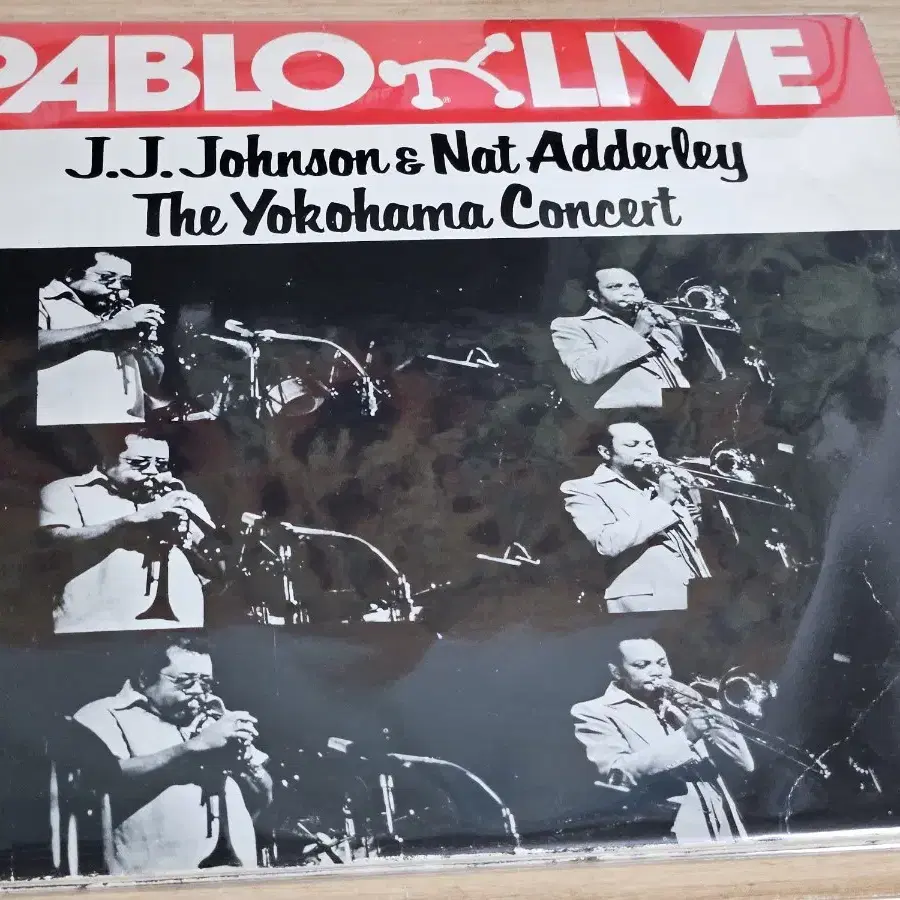 PABLO LIVE
J.J. Johnson & Nat Adderley
The Yokohama Concert